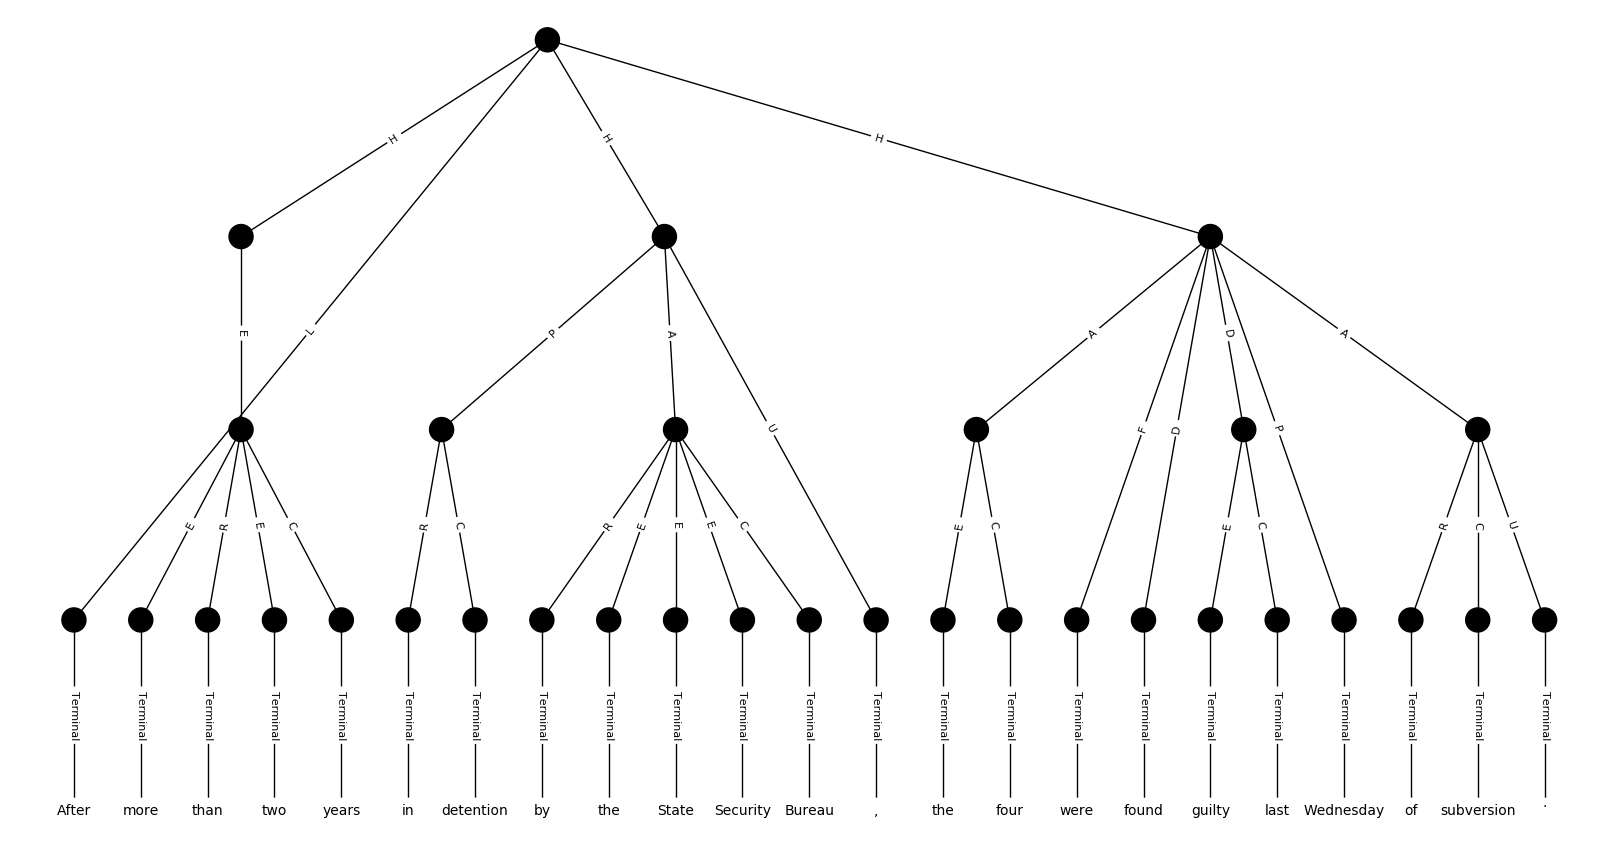 H H H
E L P A U A F D D P A
E R E C R C R E E E C E C E C R C U
Terminal Terminal Terminal Terminal Terminal Terminal Terminal Terminal Terminal Terminal Terminal Terminal Terminal Terminal Terminal Terminal Terminal Terminal Terminal Terminal Terminal Terminal Terminal
After more than two years in detention by the State Security Bureau , the four were found guilty last Wednesday of subversion .